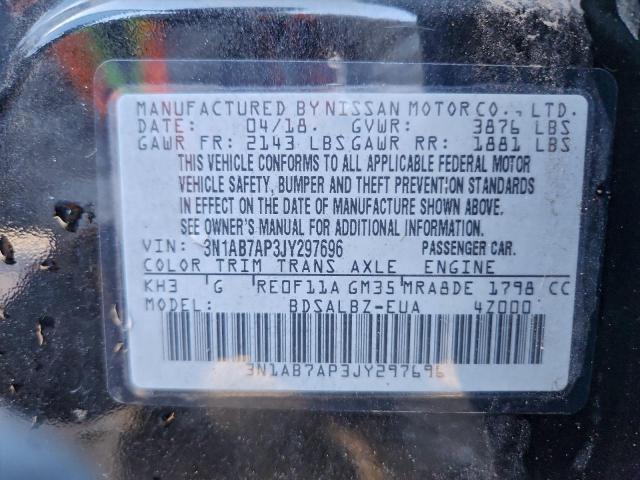 MANUFACTURED BY NISSAN MOTOR CO., LTD.
DATE: 04/18. GVWR: 3876 LBS
GAWR FR: 2143 LBS GAWR RR: 1881 LBS
THIS VEHICLE CONFORMS TO ALL APPLICABLE FEDERAL MOTOR
VEHICLE SAFETY, BUMPER AND THEFT PREVENTION STANDARDS
IN EFFECT ON THE DATE OF MANUFACTURE SHOWN ABOVE.
SEE OWNER'S MANUAL FOR ADDITIONAL INFORMATION.
VIN: 3N1AB7AP3JY297696 PASSENGER CAR.
COLOR TRIM TRANS AXLE ENGINE
KH3 G RE0F11A GM35 MRA8DE 1798 CC
MODEL: BDSALBZ-EUA 4Z000
3N1AB7AP3JY297696